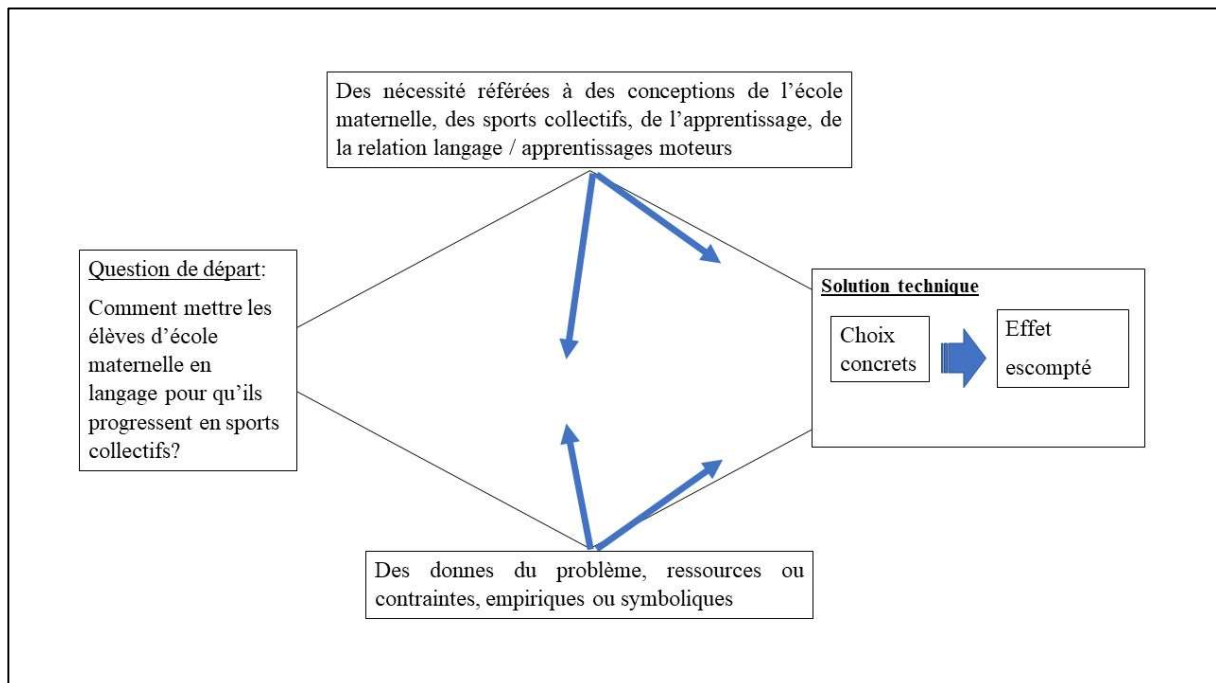 Des nécessité référées à des conceptions de l'école
maternelle, des sports collectifs, de l'apprentissage, de
la relation langage / apprentissages moteurs
Question de départ:
Comment mettre les
élèves d'école
maternelle en
langage pour qu'ils
progressent en sports
collectifs?
Solution technique
Choix
concrets
Effet
escompté
Des donnes du problème, ressources ou
contraintes, empiriques ou symboliques